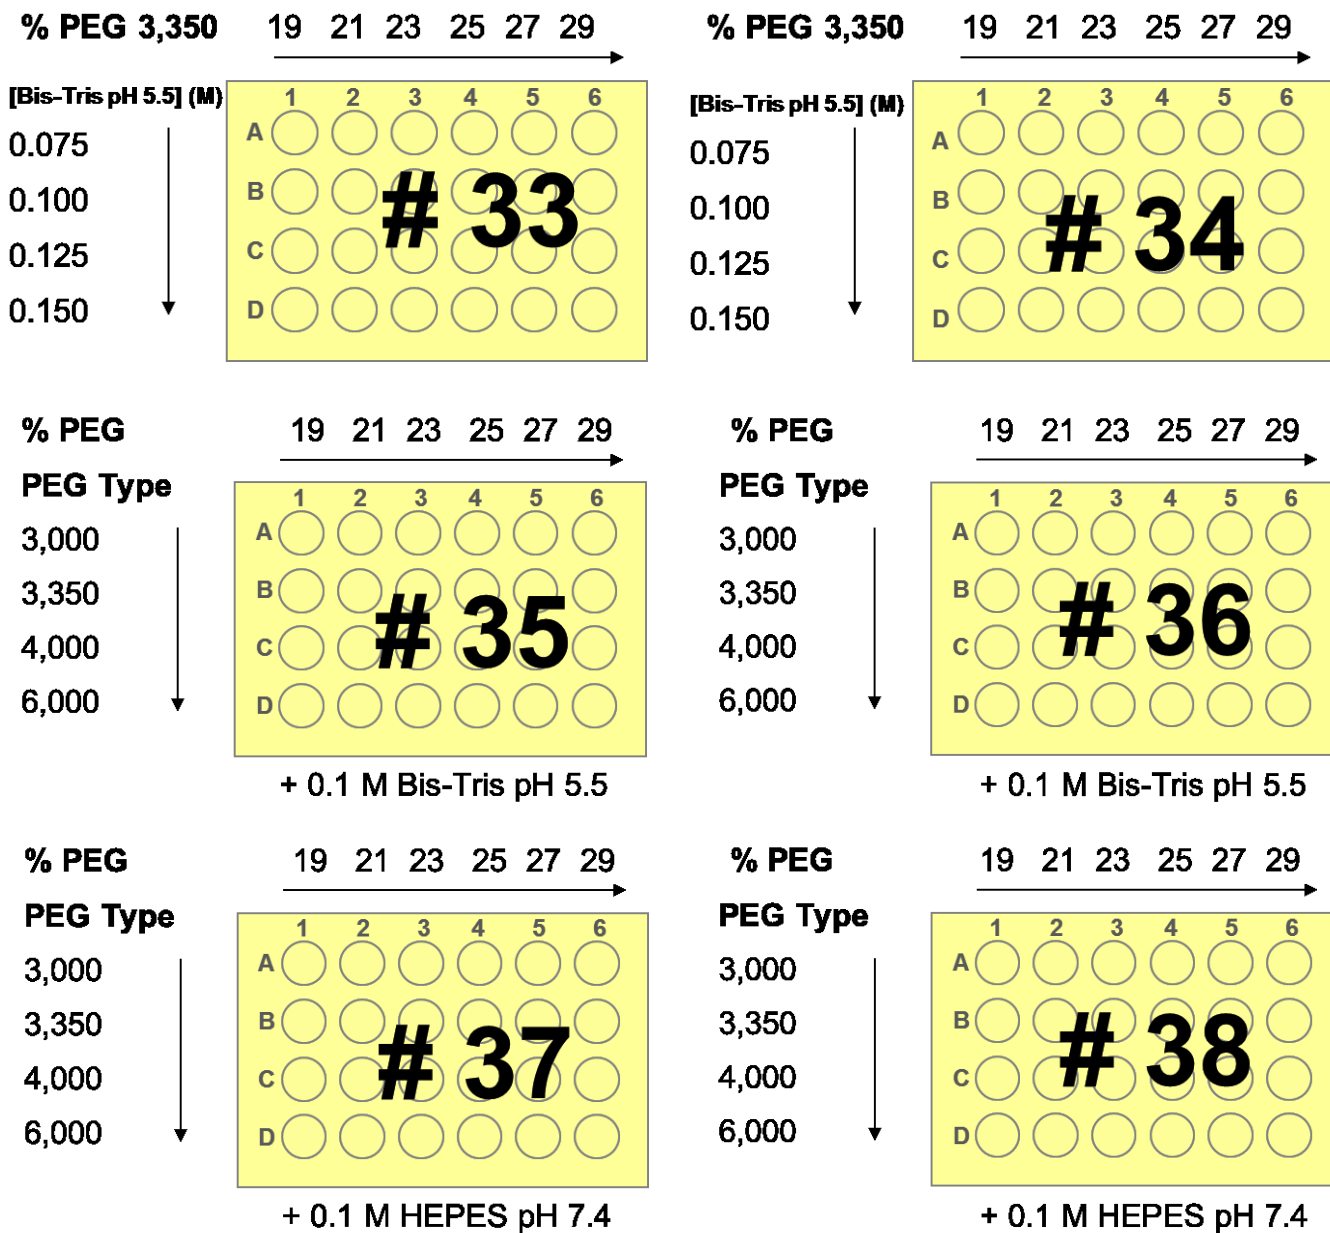 % PEG 3,350 19 21 23 25 27 29
[Bis-Tris pH 5.5] (M)
1 2 3 4 5 6
A
0.075
B
0.100
# 33
C
0.125
D
0.150
% PEG 3,350 19 21 23 25 27 29
[Bis-Tris pH 5.5] (M)
1 2 3 4 5 6
A
0.075
B
0.100
# 34
C
0.125
D
0.150
% PEG 19 21 23 25 27 29
PEG Type
1 2 3 4 5 6
A
3,000
B
3,350
# 35
C
4,000
D
6,000
+ 0.1 M Bis-Tris pH 5.5
% PEG 19 21 23 25 27 29
PEG Type
1 2 3 4 5 6
A
3,000
B
3,350
# 36
C
4,000
D
6,000
+ 0.1 M Bis-Tris pH 5.5
% PEG 19 21 23 25 27 29
PEG Type
1 2 3 4 5 6
A
3,000
B
3,350
# 37
C
4,000
D
6,000
+ 0.1 M HEPES pH 7.4
% PEG 19 21 23 25 27 29
PEG Type
1 2 3 4 5 6
A
3,000
B
3,350
# 38
C
4,000
D
6,000
+ 0.1 M HEPES pH 7.4